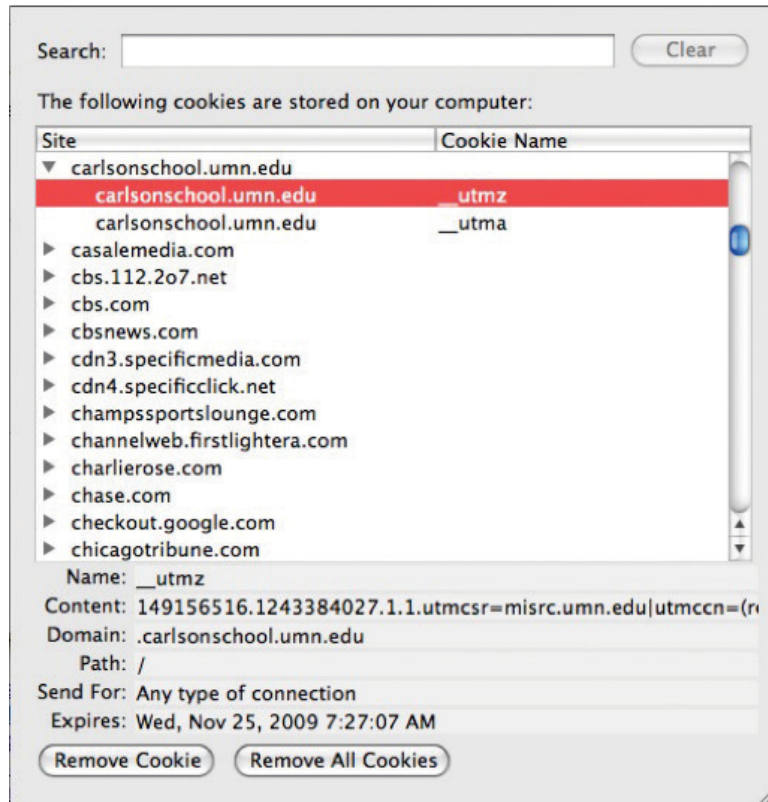 Search: Clear
The following cookies are stored on your computer:
Site Cookie Name
carlsonschool.umn.edu
carlsonschool.umn.edu __utmz
carlsonschool.umn.edu __utma
casalemedia.com
cbs.112.2o7.net
cbs.com
cbsnews.com
cdn3.specificmedia.com
cdn4.specificclick.net
champssportslounge.com
channelweb.firstlightera.com
charlierose.com
chase.com
checkout.google.com
chicagotribune.com
Name: __utmz
Content: 149156516.1243384027.1.1.utmcsr=misrc.umn.edu|utmccn=(re
Domain: .carlsonschool.umn.edu
Path: /
Send For: Any type of connection
Expires: Wed, Nov 25, 2009 7:27:07 AM
Remove Cookie Remove All Cookies